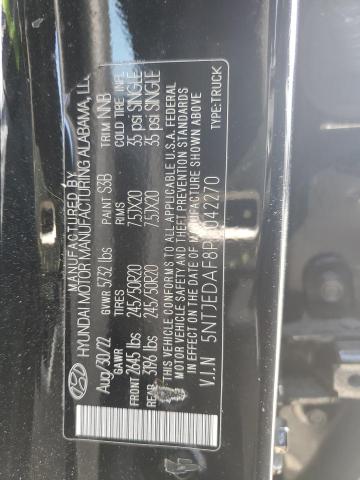 MANUFACTURED BY
HYUNDAI MOTOR MANUFACTURING ALABAMA, LLC
Aug/30/22 GVWR 5732 lbs PAINT S3B TRIM NNB
GAWR TIRES RIMS COLD TIRE INFL
FRONT 2645 lbs 245/50R20 7.5JX20 35 psi SINGLE
REAR 3196 lbs 245/50R20 7.5JX20 35 psi SINGLE
THIS VEHICLE CONFORMS TO ALL APPLICABLE U.S.A. FEDERAL
MOTOR VEHICLE SAFETY AND THEFT PREVENTION STANDARDS
IN EFFECT ON THE DATE OF MANUFACTURE SHOWN ABOVE
V.I.N TYPE:TRUCK